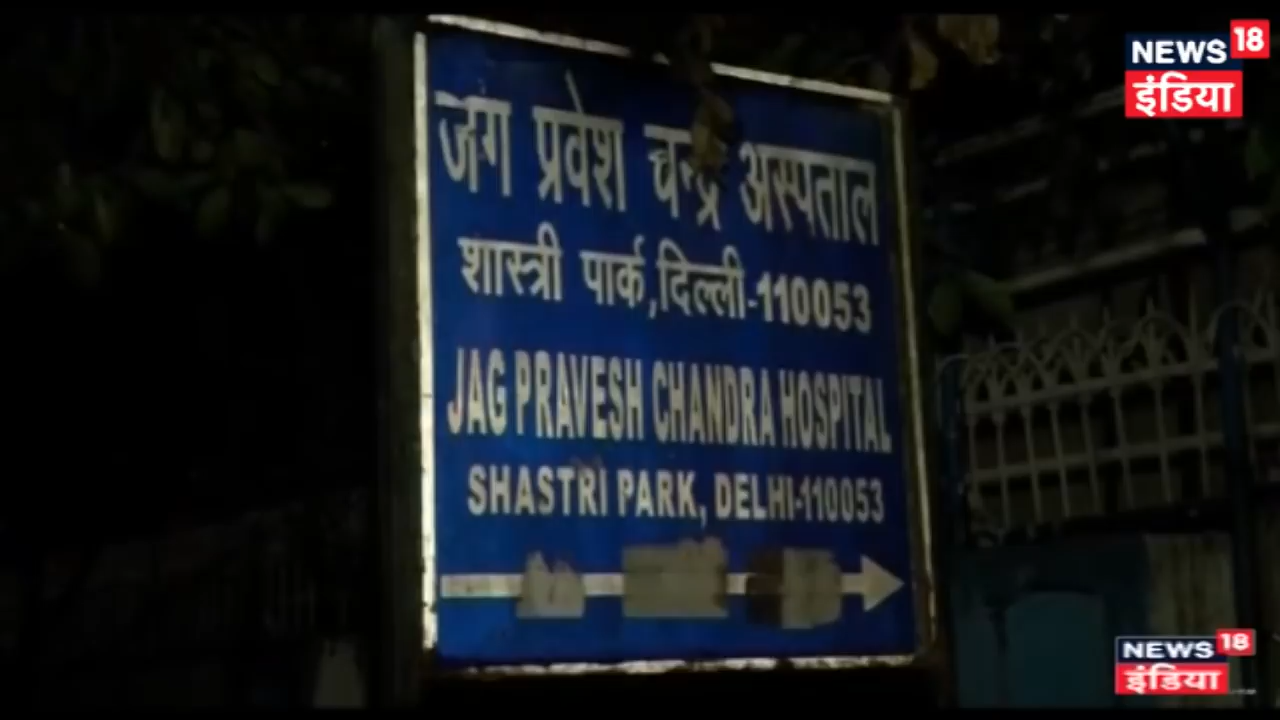 NEWS 18
इंडिया
जग प्रवेश चन्द्र अस्पताल
शास्त्री पार्क,दिल्ली-110053
JAG PRAVESH CHANDRA HOSPITAL
SHASTRI PARK, DELHI-110053
NEWS 18
इंडिया